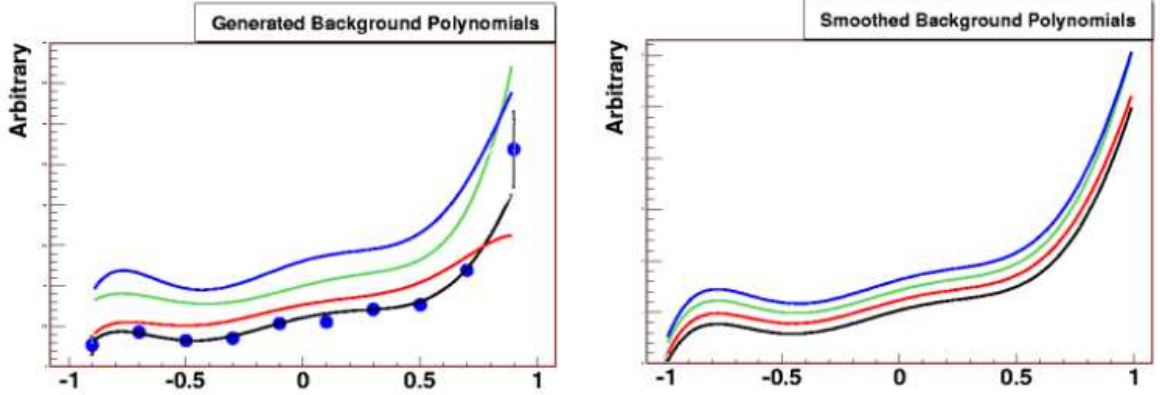 Generated Background Polynomials
Arbitrary
-1 -0.5 0 0.5 1
Smoothed Background Polynomials
Arbitrary
-1 -0.5 0 0.5 1